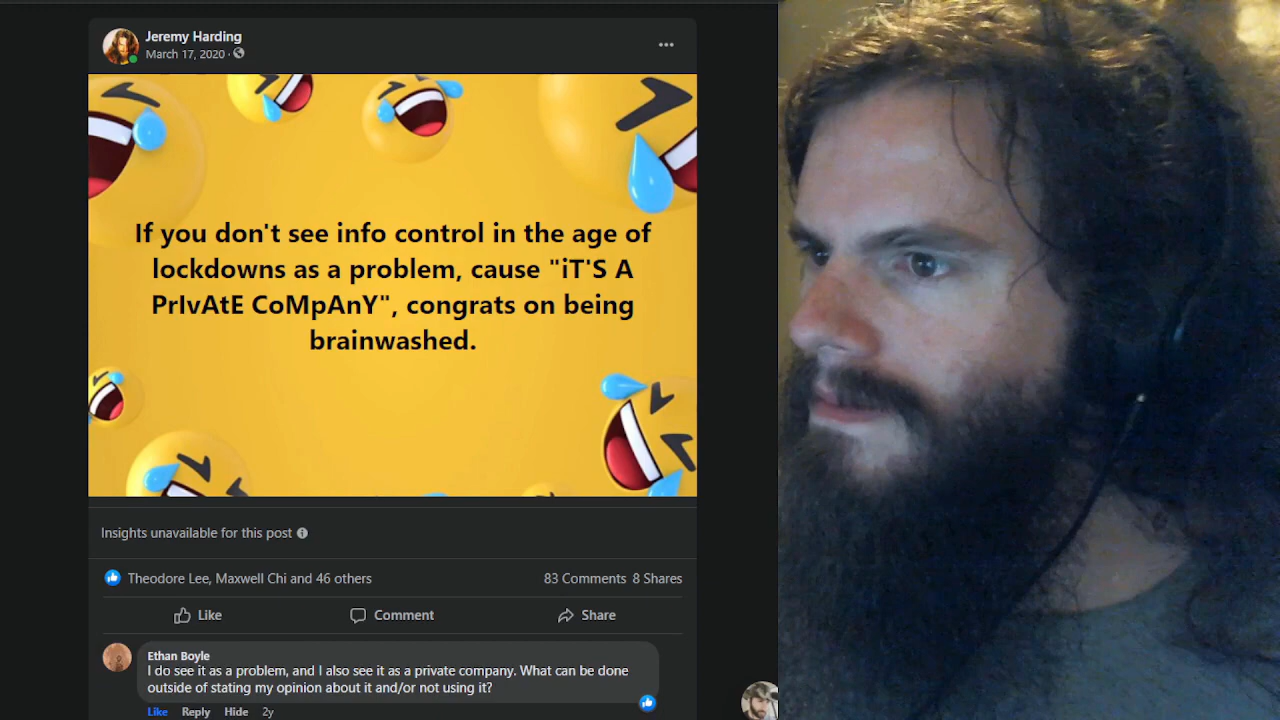 Jeremy Harding
March 17, 2020 ·
If you don't see info control in the age of
lockdowns as a problem, cause "iT'S A
PrIvAtE CoMpAnY", congrats on being
brainwashed.
Insights unavailable for this post
Theodore Lee, Maxwell Chi and 46 others 83 Comments 8 Shares
Like Comment Share
Ethan Boyle
I do see it as a problem, and I also see it as a private company. What can be done
outside of stating my opinion about it and/or not using it?
Like Reply Hide 2y